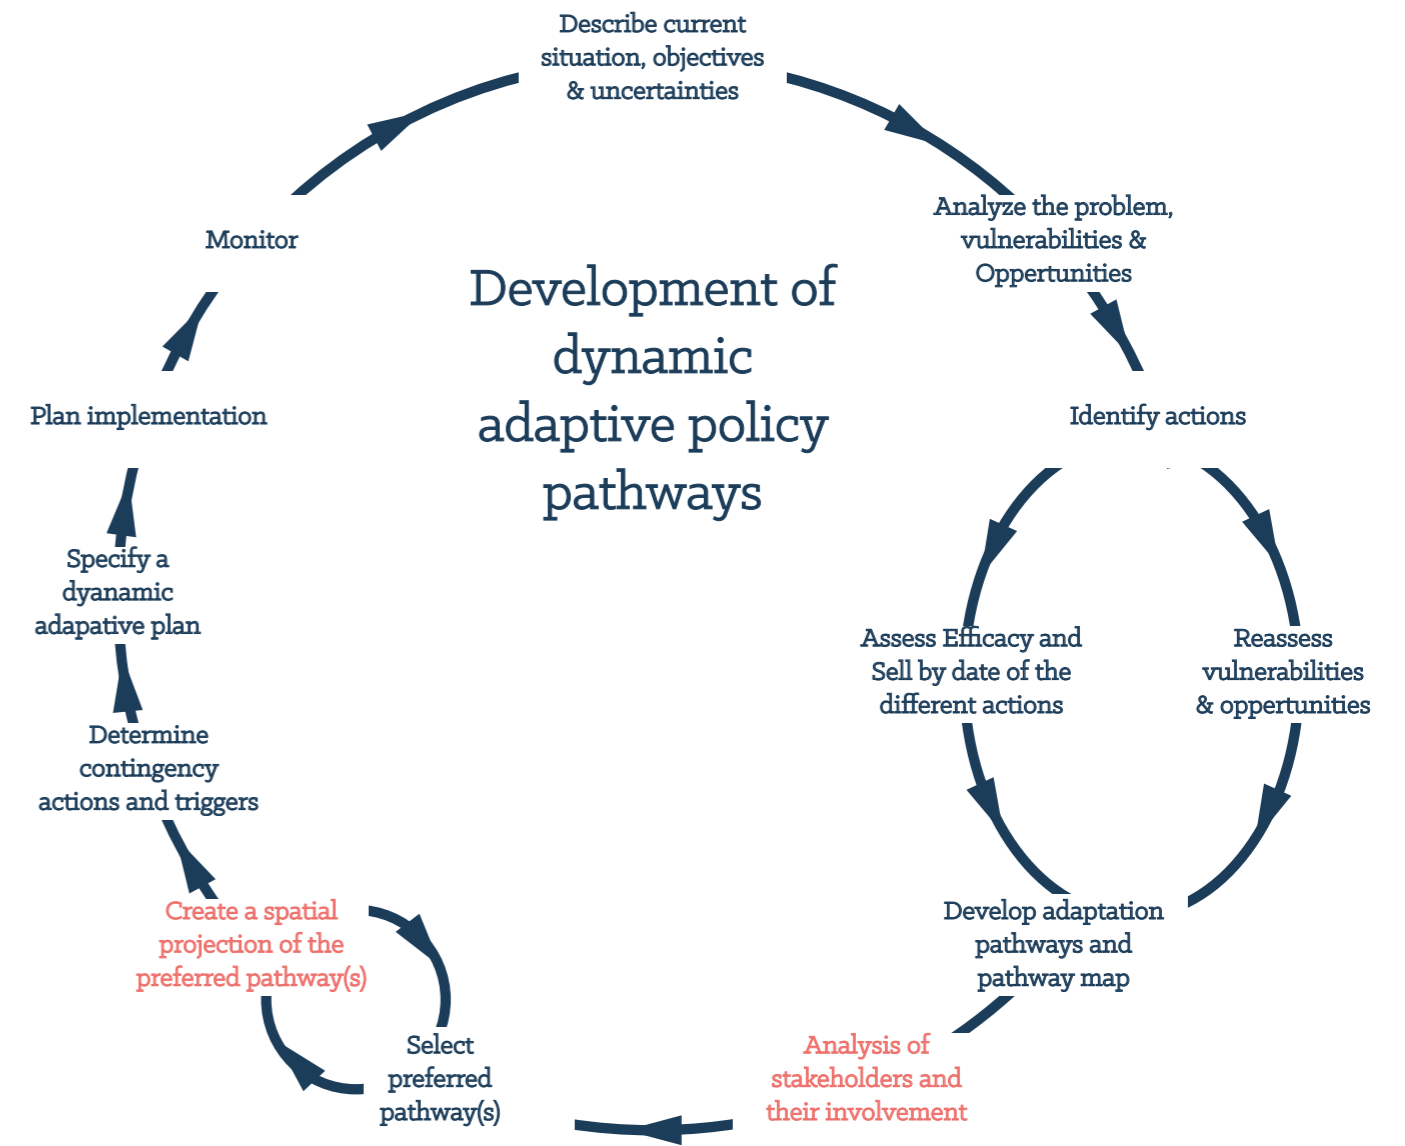 Describe current
situation, objectives
& uncertainties
Analyze the problem,
vulnerabilities &
Oppertunities
Monitor
Development of
dynamic
adaptive policy
pathways
Plan implementation
Identify actions
Specify a
dyanamic
adapative plan
Assess Efficacy and
Sell by date of the
different actions
Reassess
vulnerabilities
& oppertunities
Determine
contingency
actions and triggers
Create a spatial
projection of the
preferred pathway(s)
Develop adaptation
pathways and
pathway map
Select
preferred
pathway(s)
Analysis of
stakeholders and
their involvement